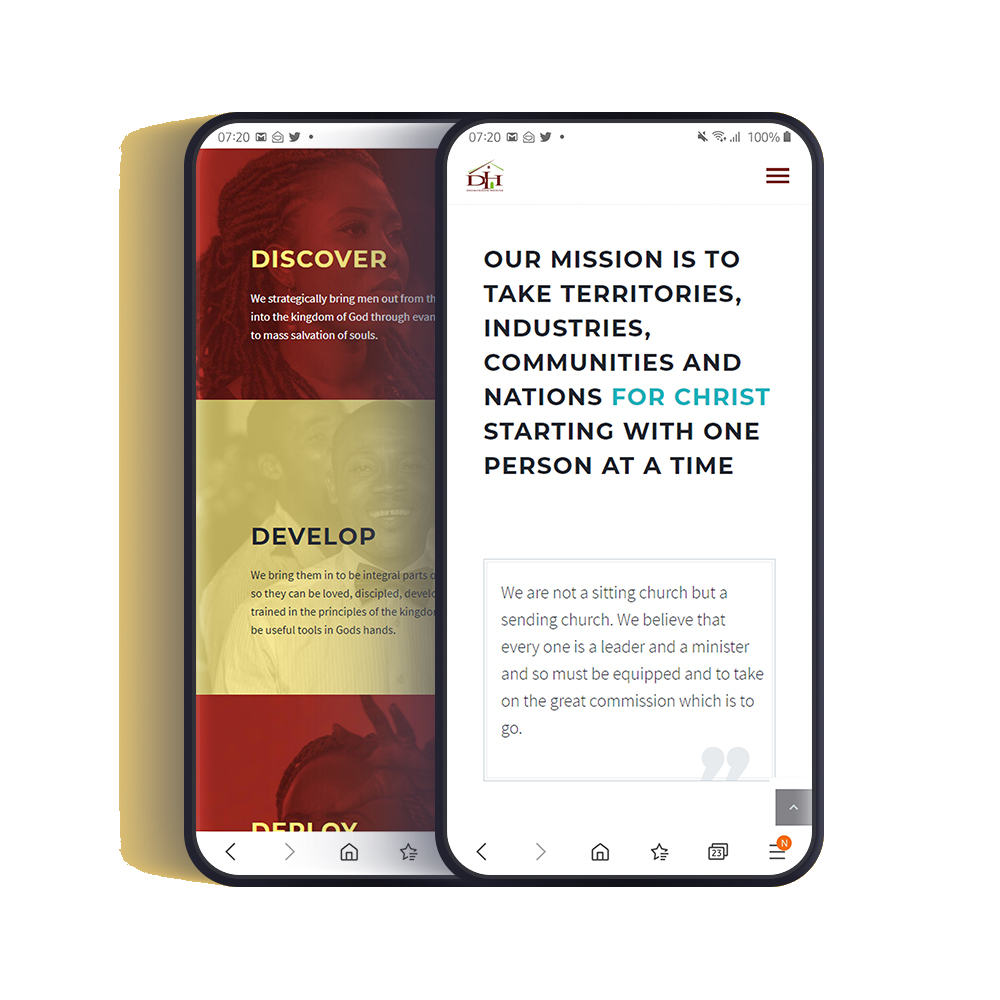 07:20
DISCOVER
We strategically bring men out from th
into the kingdom of God through evan
to mass salvation of souls.
DEVELOP
We bring them in to be integral parts o
so they can be loved, discipled, develo
trained in the principles of the kingdo
be useful tools in Gods hands.
DEPLOY
07:20 100%
DH
OUR MISSION IS TO
TAKE TERRITORIES,
INDUSTRIES,
COMMUNITIES AND
NATIONS FOR CHRIST
STARTING WITH ONE
PERSON AT A TIME
We are not a sitting church but a
sending church. We believe that
every one is a leader and a minister
and so must be equipped and to take
on the great commission which is to
go.
”
23 N